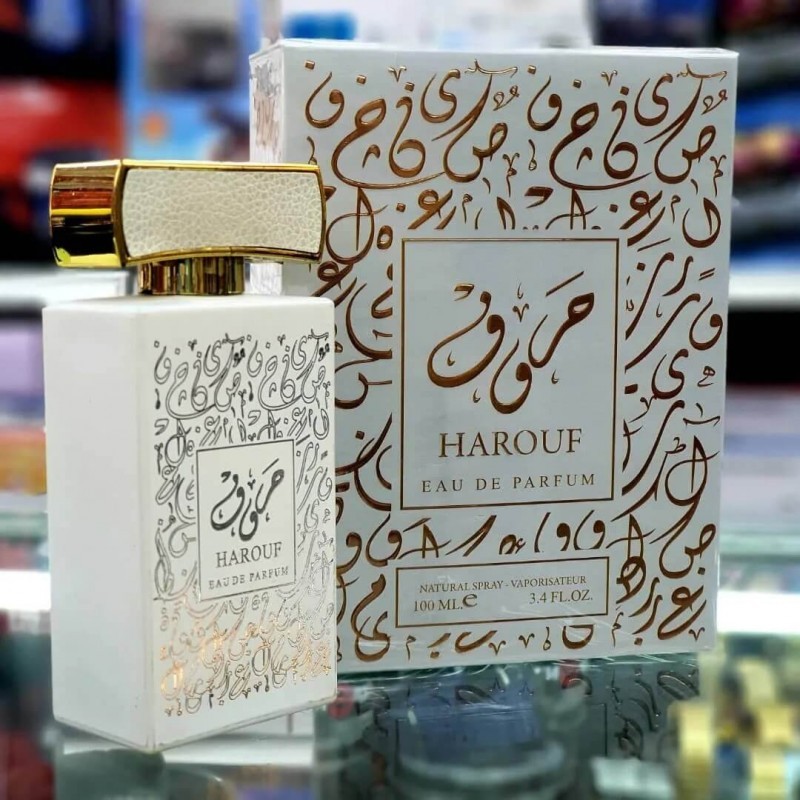 حروف
HAROUF
EAU DE PARFUM
NATURAL SPRAY - VAPORISATEUR
100 ML.e 3.4 FL.OZ.
حروف
HAROUF
EAU DE PARFUM